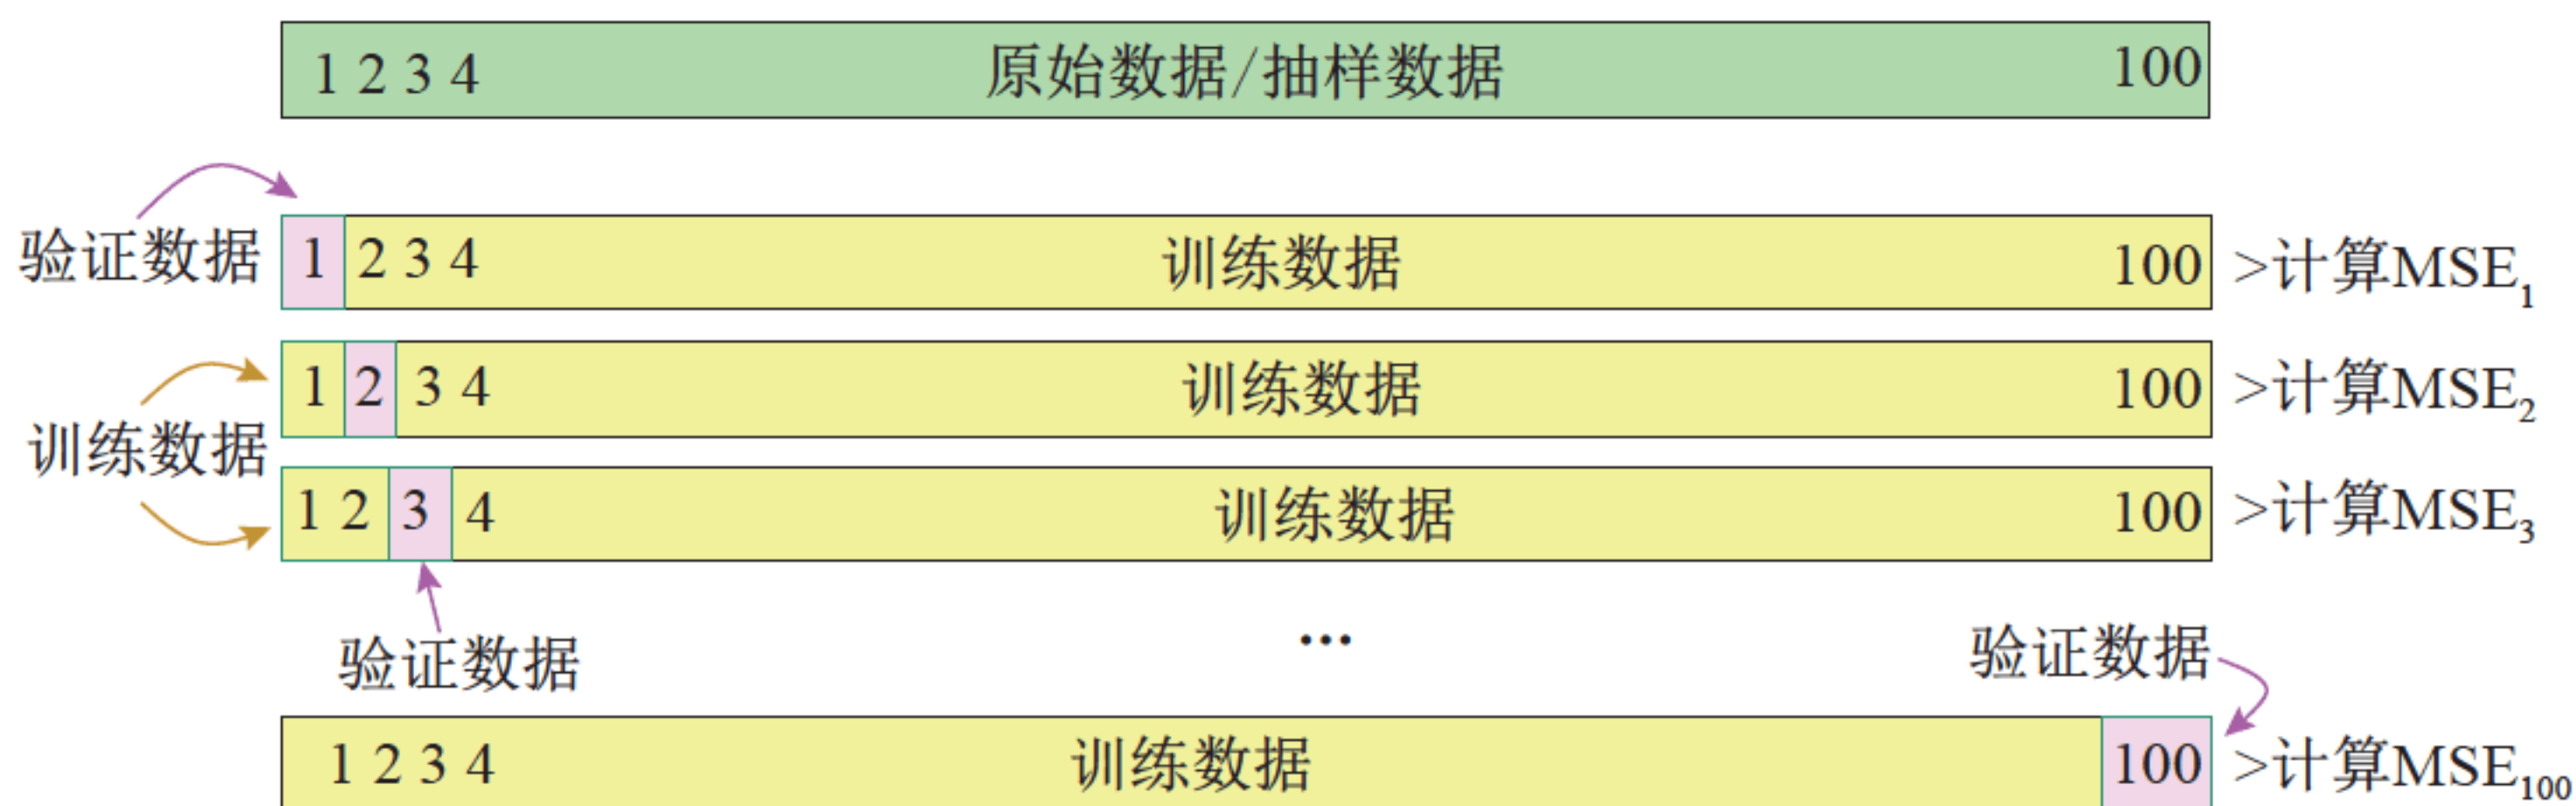 1 2 3 4 原始数据/抽样数据 100
验证数据 1 2 3 4 训练数据 100 >计算MSE₁
1 2 3 4 训练数据 100 >计算MSE₂
训练数据
1 2 3 4 训练数据 100 >计算MSE₃
验证数据 ... 验证数据
1 2 3 4 训练数据 100 >计算MSE₁₀₀